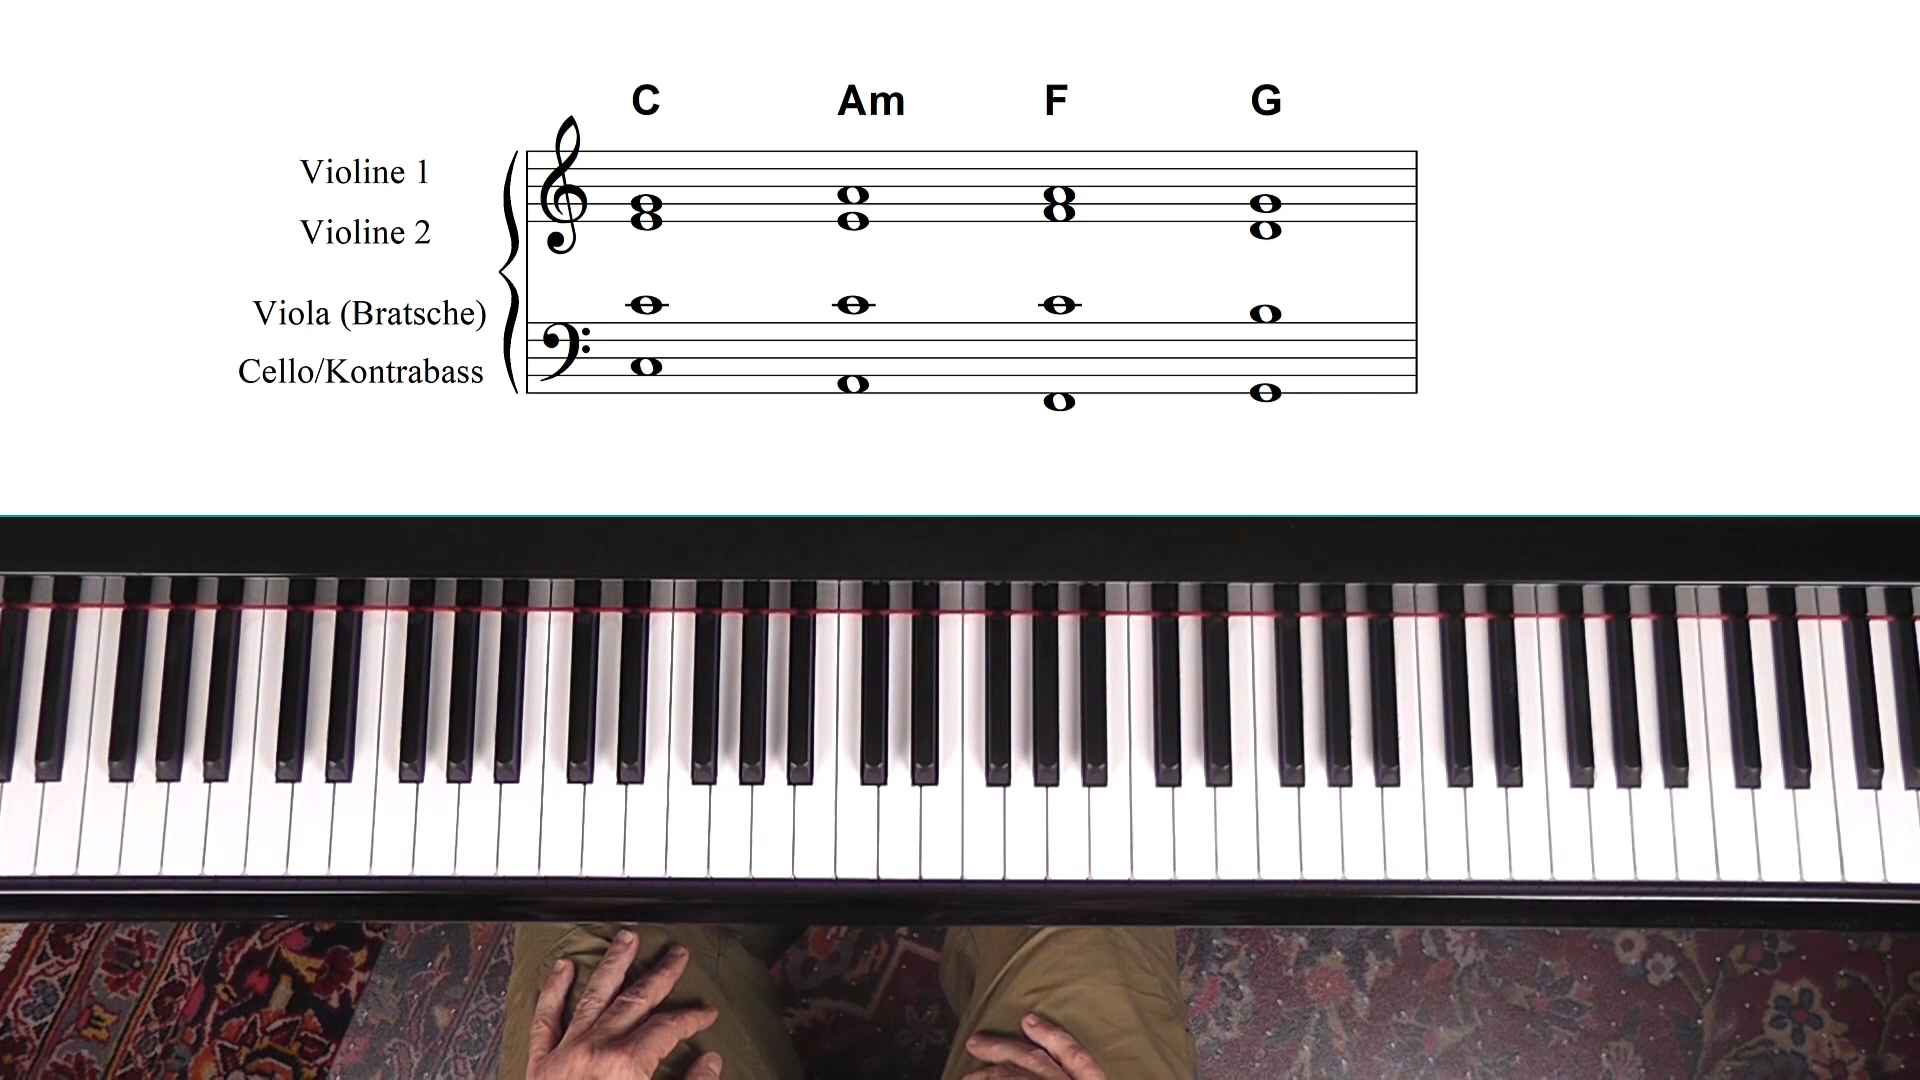 C Am F G
Violine 1
Violine 2
Viola (Bratsche)
Cello/Kontrabass